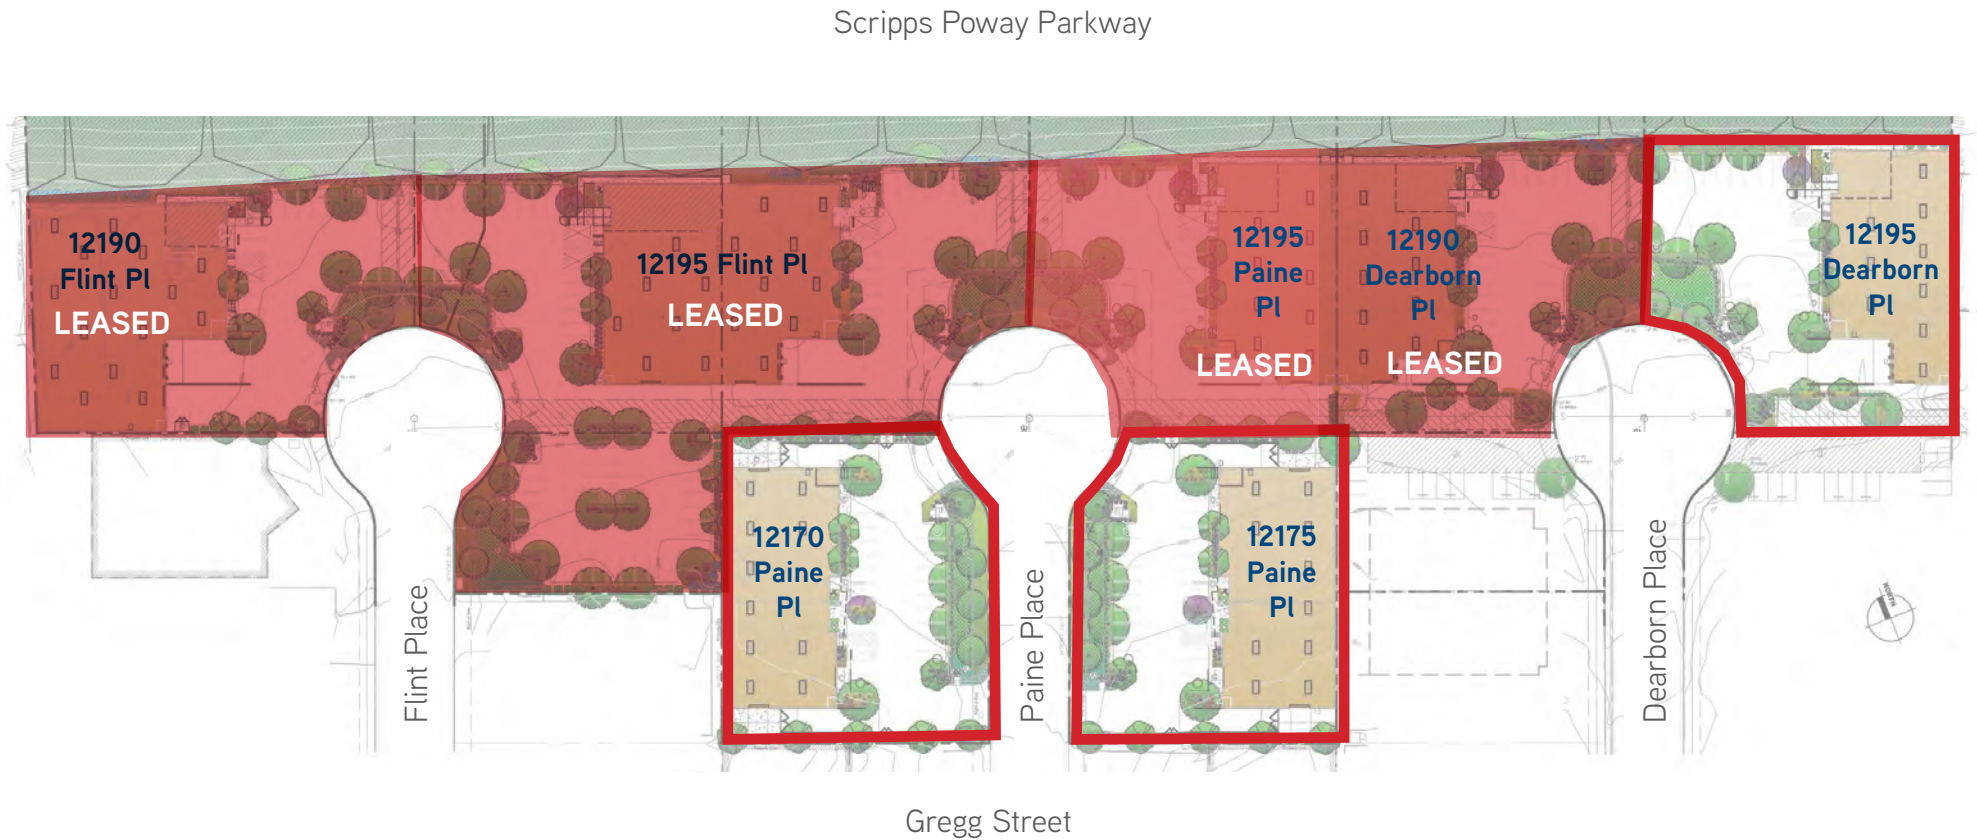 Scripps Poway Parkway
12190
Flint Pl
LEASED
12195 Flint Pl
LEASED
12195
Paine
Pl
LEASED
12190
Dearborn
Pl
LEASED
12195
Dearborn
Pl
12170
Paine
Pl
12175
Paine
Pl
Flint Place
Paine Place
Dearborn Place
NORTH
Gregg Street